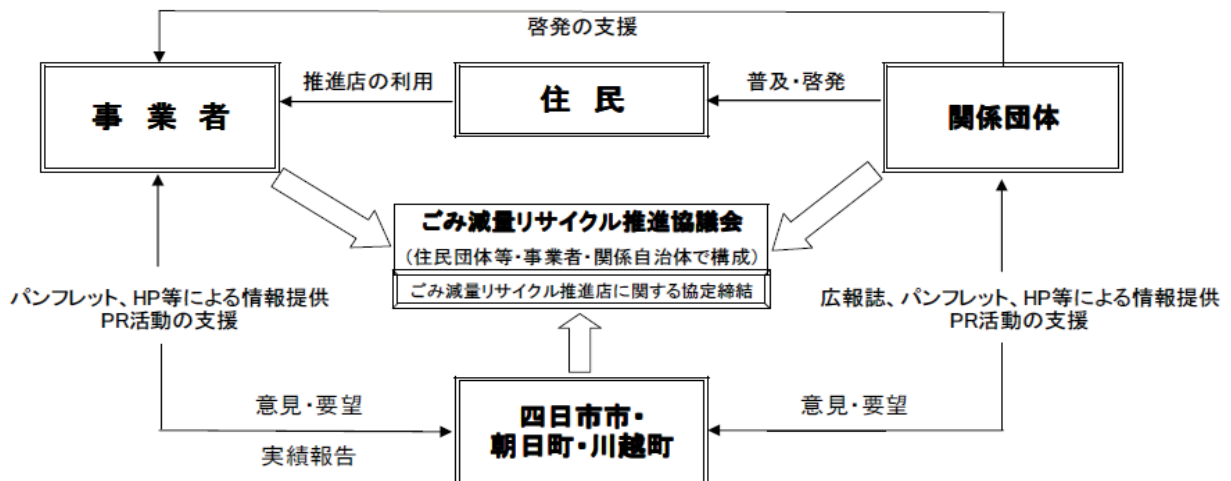 啓発の支援
事業者
推進店の利用
住民
普及・啓発
関係団体
ごみ減量リサイクル推進協議会
(住民団体等・事業者・関係自治体で構成)
ごみ減量リサイクル推進店に関する協定締結
パンフレット、HP等による情報提供
PR活動の支援
広報誌、パンフレット、HP等による情報提供
PR活動の支援
意見・要望
実績報告
四日市市・
朝日町・川越町
意見・要望